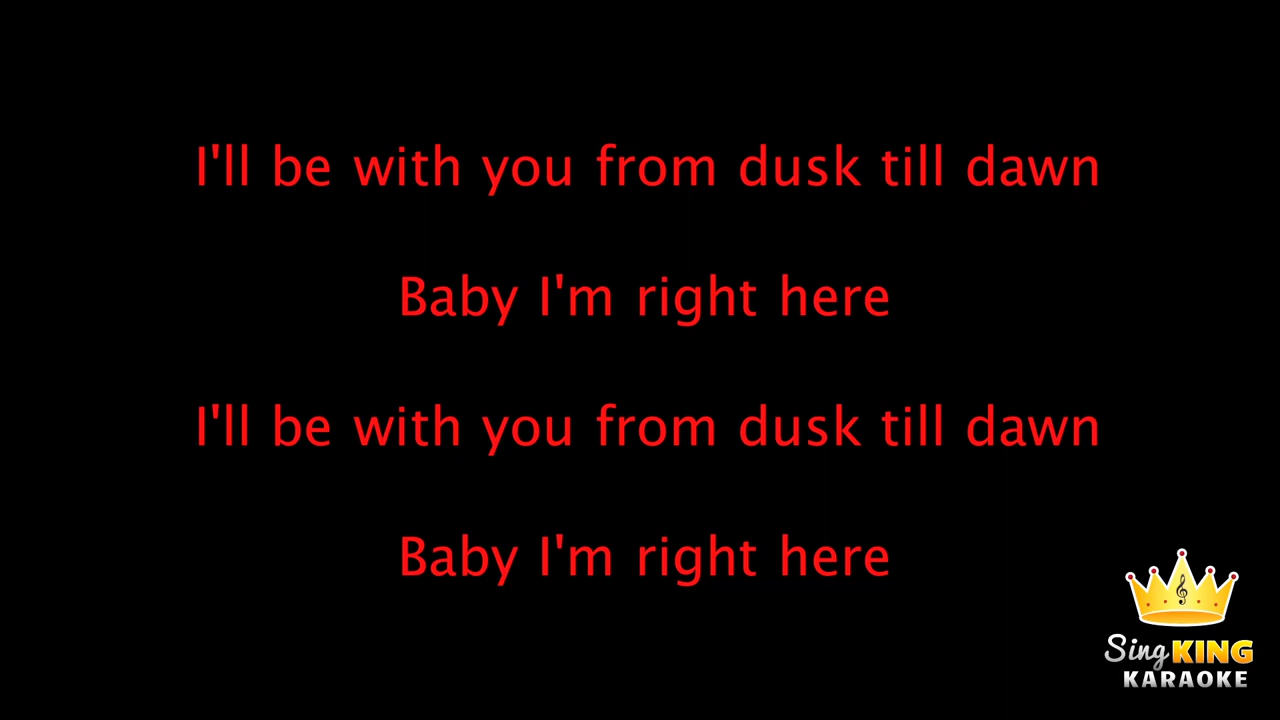 I'll be with you from dusk till dawn
Baby I'm right here
I'll be with you from dusk till dawn
Baby I'm right here
Sing KING
KARAOKE